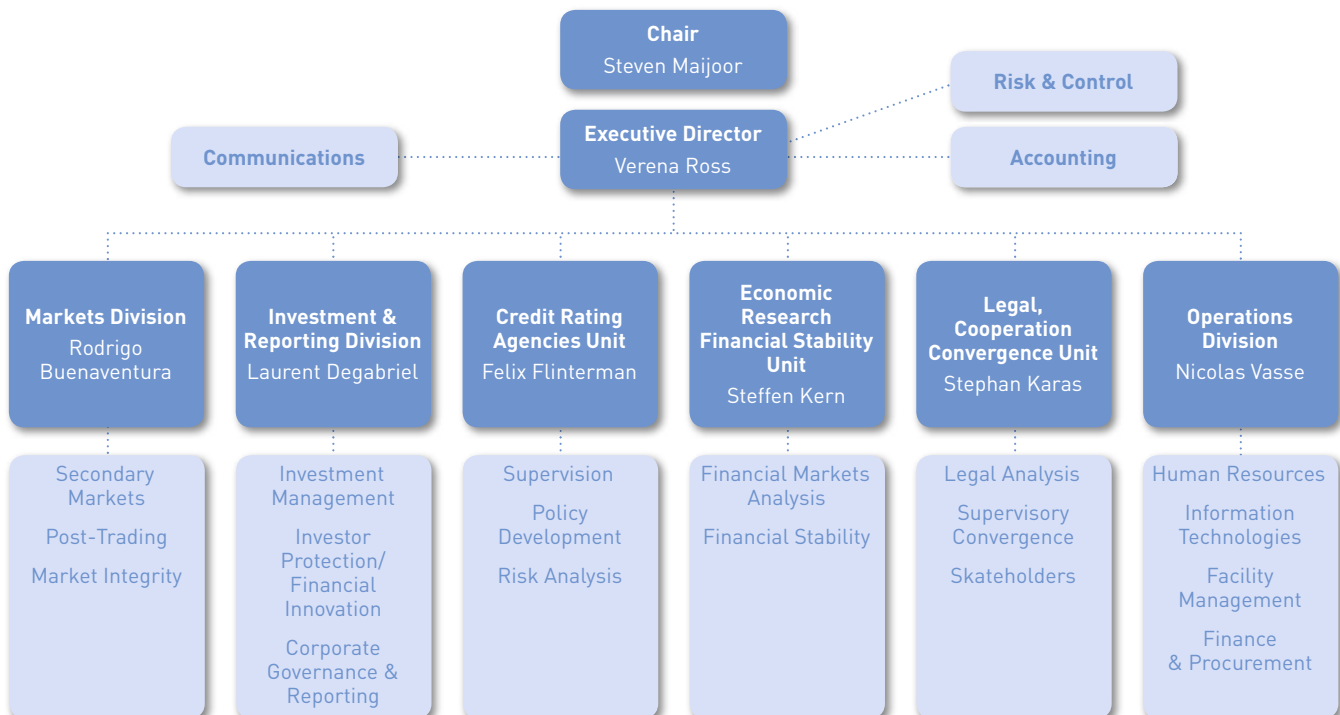 Chair
Steven Maijoor
Risk & Control
Executive Director
Verena Ross
Communications
Accounting
Markets Division
Rodrigo
Buenaventura
Investment &
Reporting Division
Laurent Degabriel
Credit Rating
Agencies Unit
Felix Flinterman
Economic
Research
Financial Stability
Unit
Steffen Kern
Legal,
Cooperation
Convergence Unit
Stephan Karas
Operations
Division
Nicolas Vasse
Secondary
Markets
Post-Trading
Market Integrity
Investment
Management
Investor
Protection/
Financial
Innovation
Corporate
Governance &
Reporting
Supervision
Policy
Development
Risk Analysis
Financial Markets
Analysis
Financial Stability
Legal Analysis
Supervisory
Convergence
Skateholders
Human Resources
Information
Technologies
Facility
Management
Finance
& Procurement